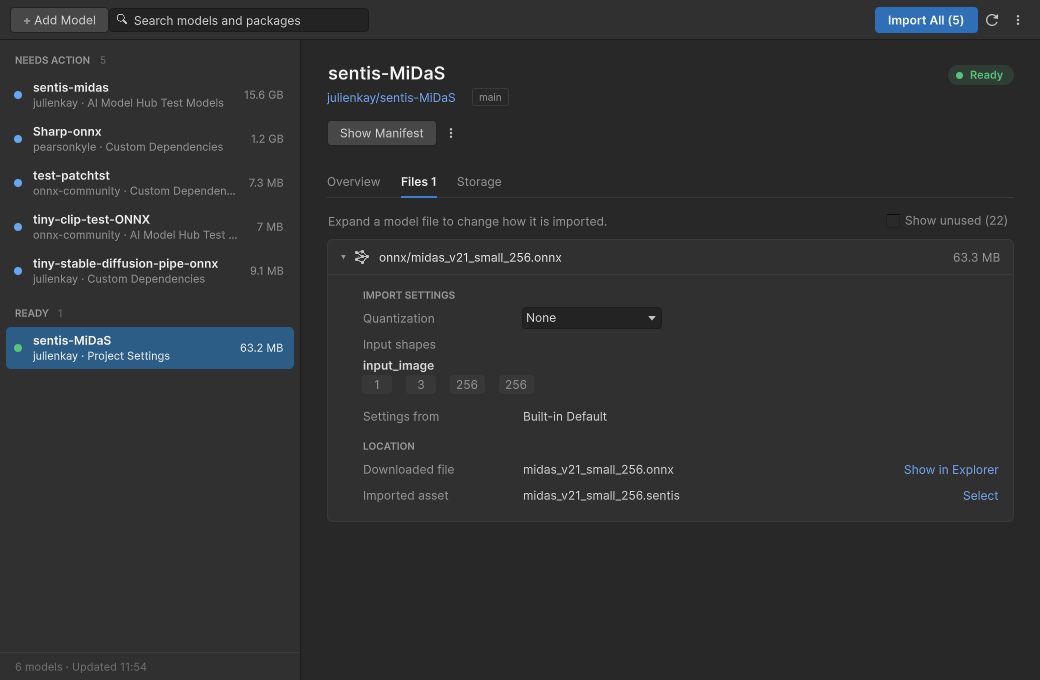 + Add Model
Search models and packages
Import All (5)
NEEDS ACTION 5
sentis-midas
julienkay · AI Model Hub Test Models
15.6 GB
Sharp-onnx
pearsonkyle · Custom Dependencies
1.2 GB
test-patchtst
onnx-community · Custom Dependen...
7.3 MB
tiny-clip-test-ONNX
onnx-community · AI Model Hub Test ...
7 MB
tiny-stable-diffusion-pipe-onnx
julienkay · Custom Dependencies
9.1 MB
READY 1
sentis-MiDaS
julienkay · Project Settings
63.2 MB
6 models · Updated 11:54
sentis-MiDaS
Ready
julienkay/sentis-MiDaS
main
Show Manifest
Overview
Files 1
Storage
Expand a model file to change how it is imported.
Show unused (22)
onnx/midas_v21_small_256.onnx
63.3 MB
IMPORT SETTINGS
Quantization
None
Input shapes
input_image
1 3 256 256
Settings from
Built-in Default
LOCATION
Downloaded file
midas_v21_small_256.onnx
Show in Explorer
Imported asset
midas_v21_small_256.sentis
Select